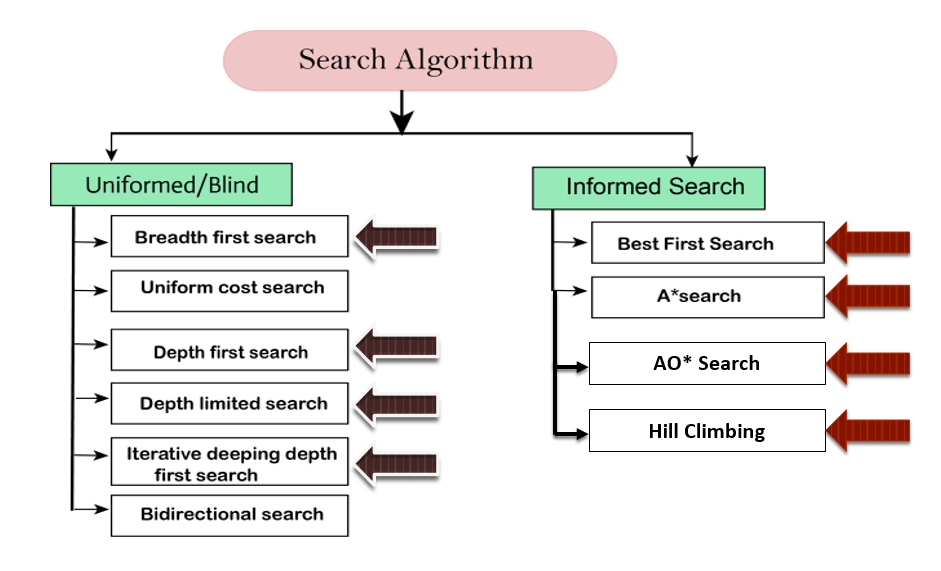 Search Algorithm
Uniformed/Blind
Breadth first search
Uniform cost search
Depth first search
Depth limited search
Iterative deeping depth
first search
Bidirectional search
Informed Search
Best First Search
A*search
AO* Search
Hill Climbing